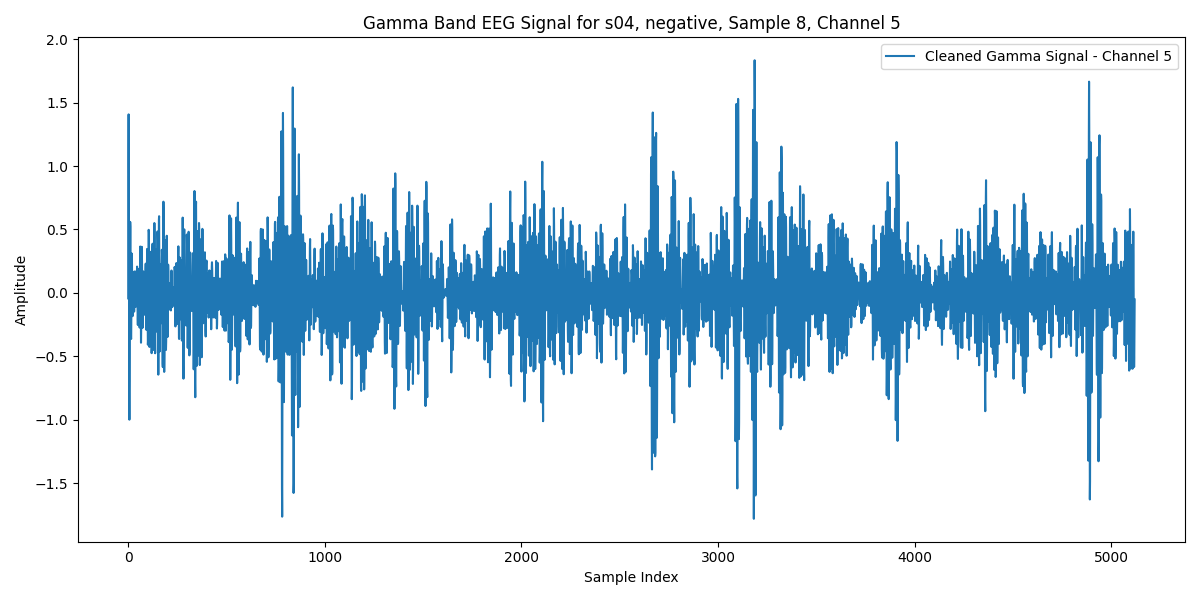 Gamma Band EEG Signal for s04, negative, Sample 8, Channel 5
Cleaned Gamma Signal - Channel 5
Amplitude
2.0
1.5
1.0
0.5
0.0
−0.5
−1.0
−1.5
0 1000 2000 3000 4000 5000
Sample Index